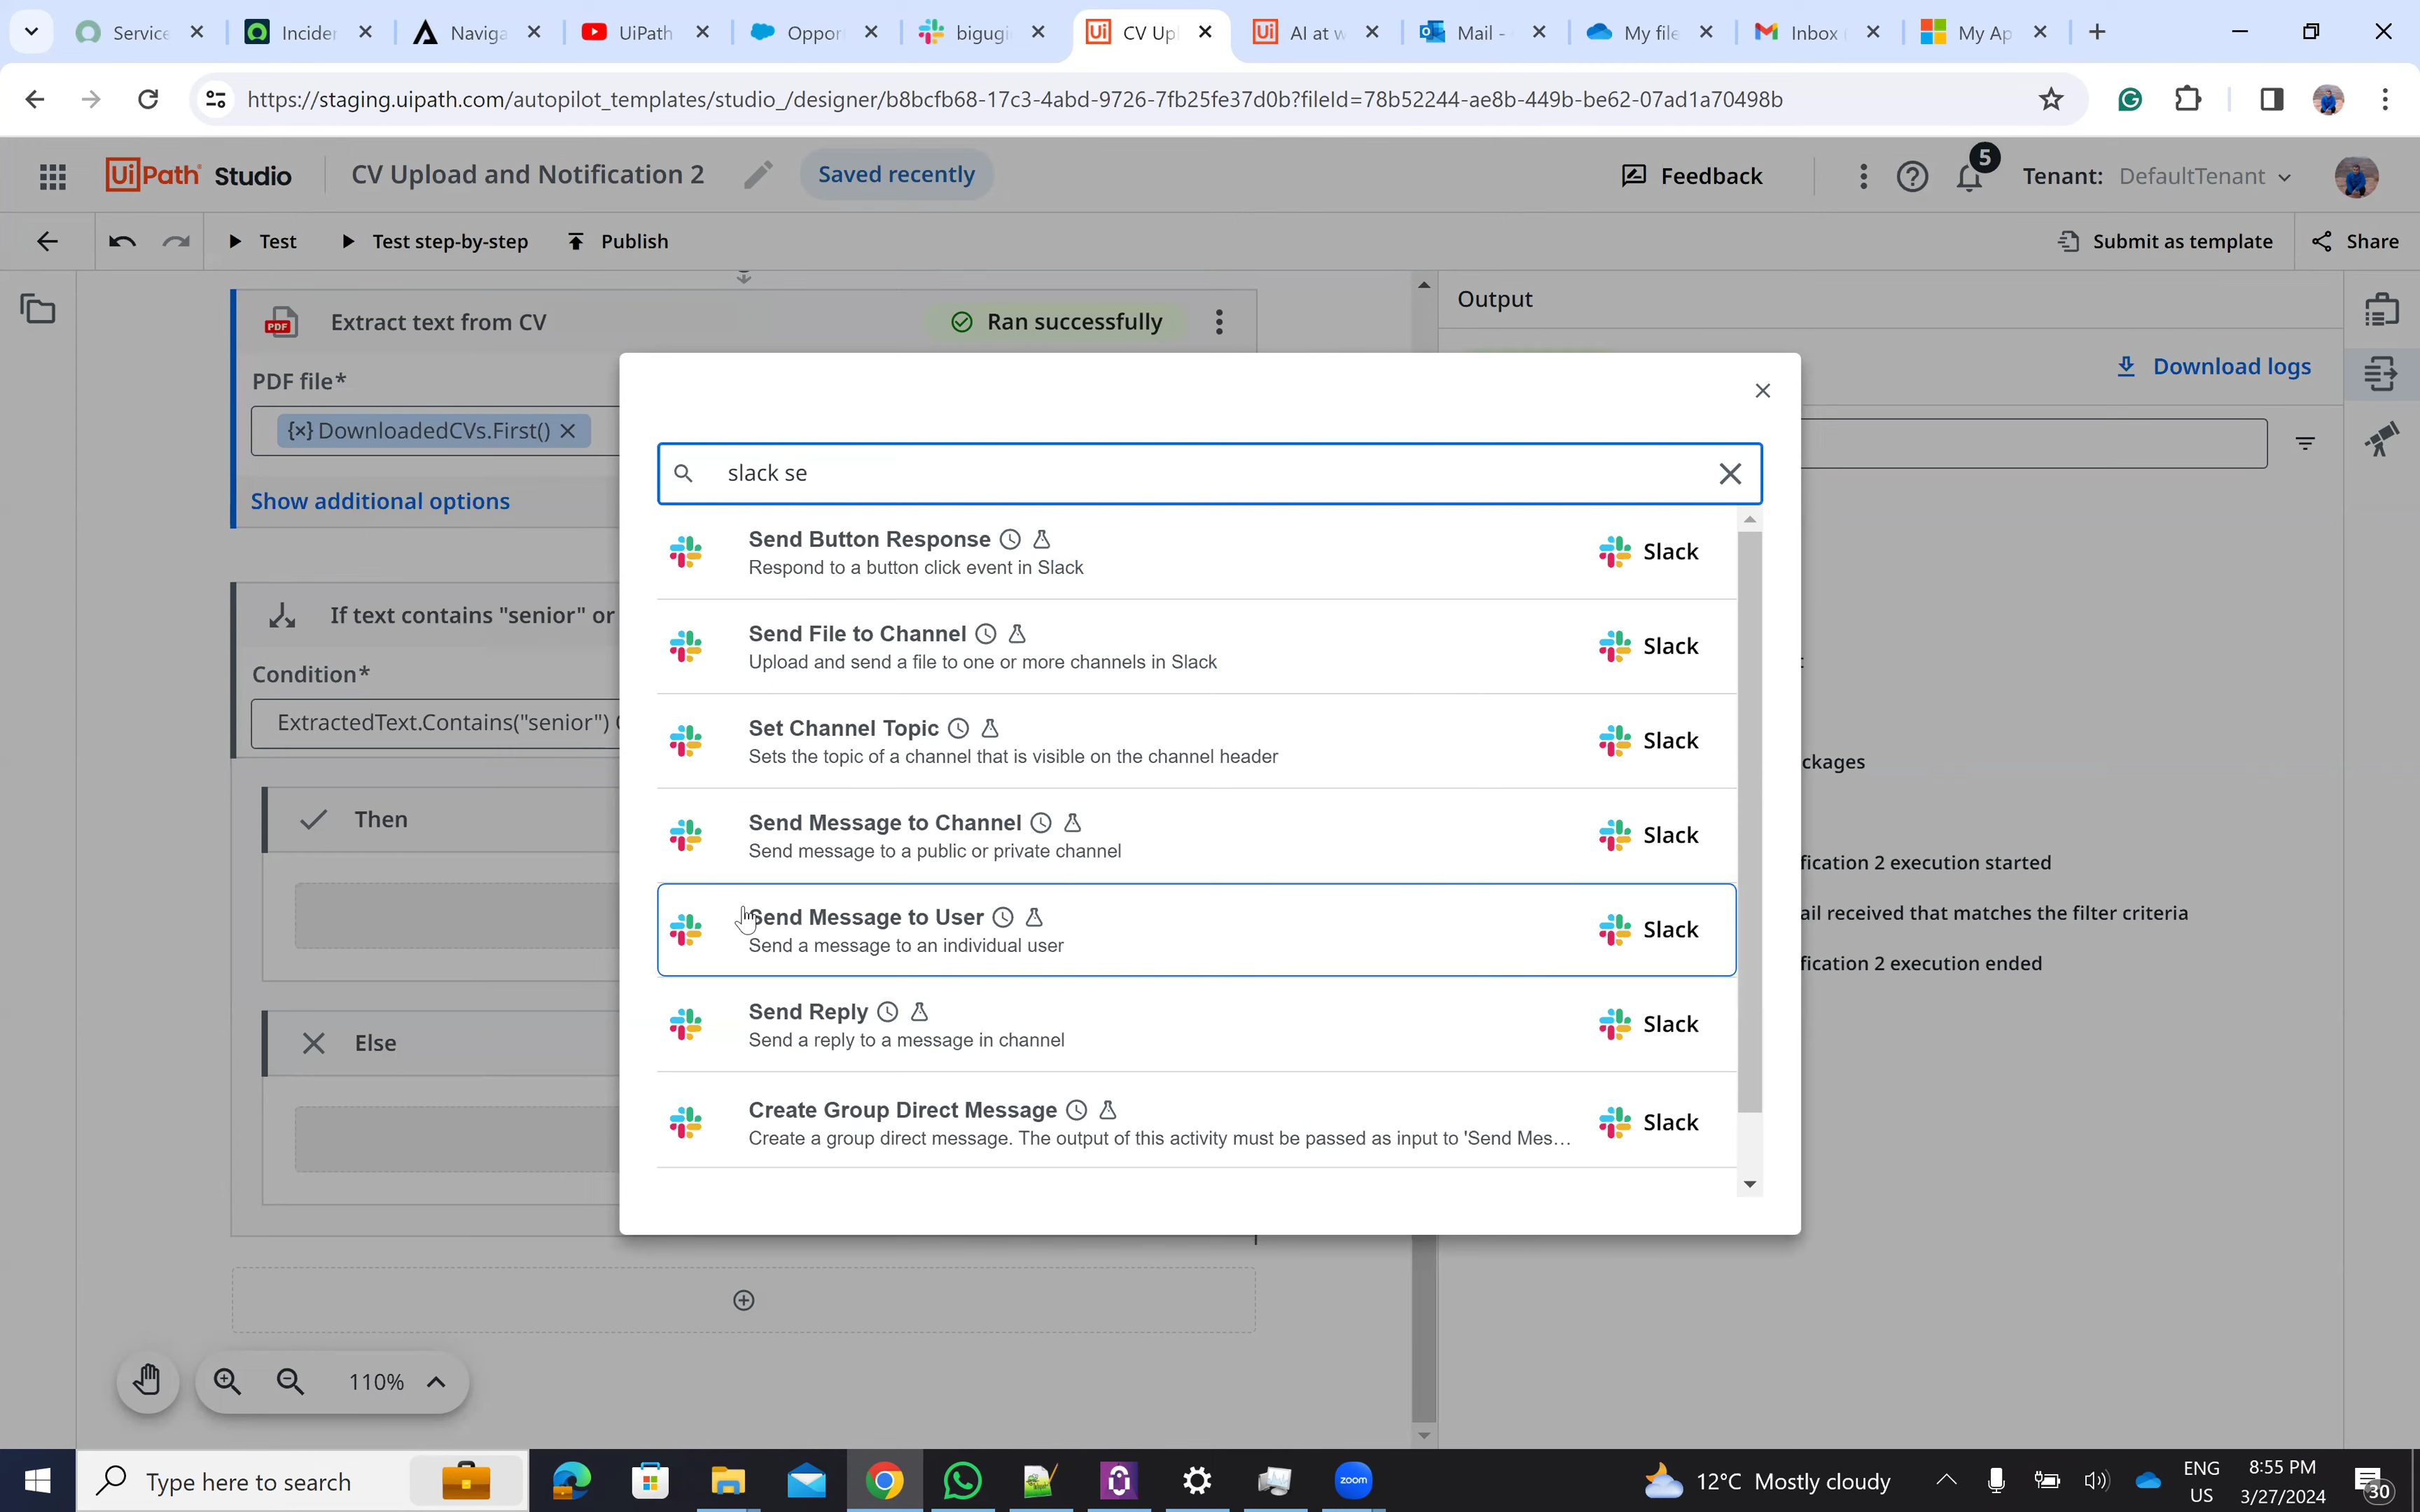 Service
Inciden
Naviga
UiPath
Oppor
bigugi
CV Upl
AI at w
Mail -
My file
Inbox
My Ap
https://staging.uipath.com/autopilot_templates/studio_/designer/b8bcfb68-17c3-4abd-9726-7fb25fe37d0b?fileId=78b52244-ae8b-449b-be62-07ad1a70498b
UiPath Studio
CV Upload and Notification 2
Saved recently
Feedback
5
Tenant: DefaultTenant
Test
Test step-by-step
Publish
Submit as template
Share
Extract text from CV
Ran successfully
PDF file*
{x} DownloadedCVs.First()
Show additional options
If text contains "senior" or
Condition*
ExtractedText.Contains("senior")
Then
Else
110%
Output
Download logs
ckages
fication 2 execution started
ail received that matches the filter criteria
fication 2 execution ended
slack se
Send Button Response
Respond to a button click event in Slack
Slack
Send File to Channel
Upload and send a file to one or more channels in Slack
Slack
Set Channel Topic
Sets the topic of a channel that is visible on the channel header
Slack
Send Message to Channel
Send message to a public or private channel
Slack
Send Message to User
Send a message to an individual user
Slack
Send Reply
Send a reply to a message in channel
Slack
Create Group Direct Message
Create a group direct message. The output of this activity must be passed as input to 'Send Mes...
Slack
Type here to search
zoom
12°C Mostly cloudy
ENG
US
8:55 PM
3/27/2024
30